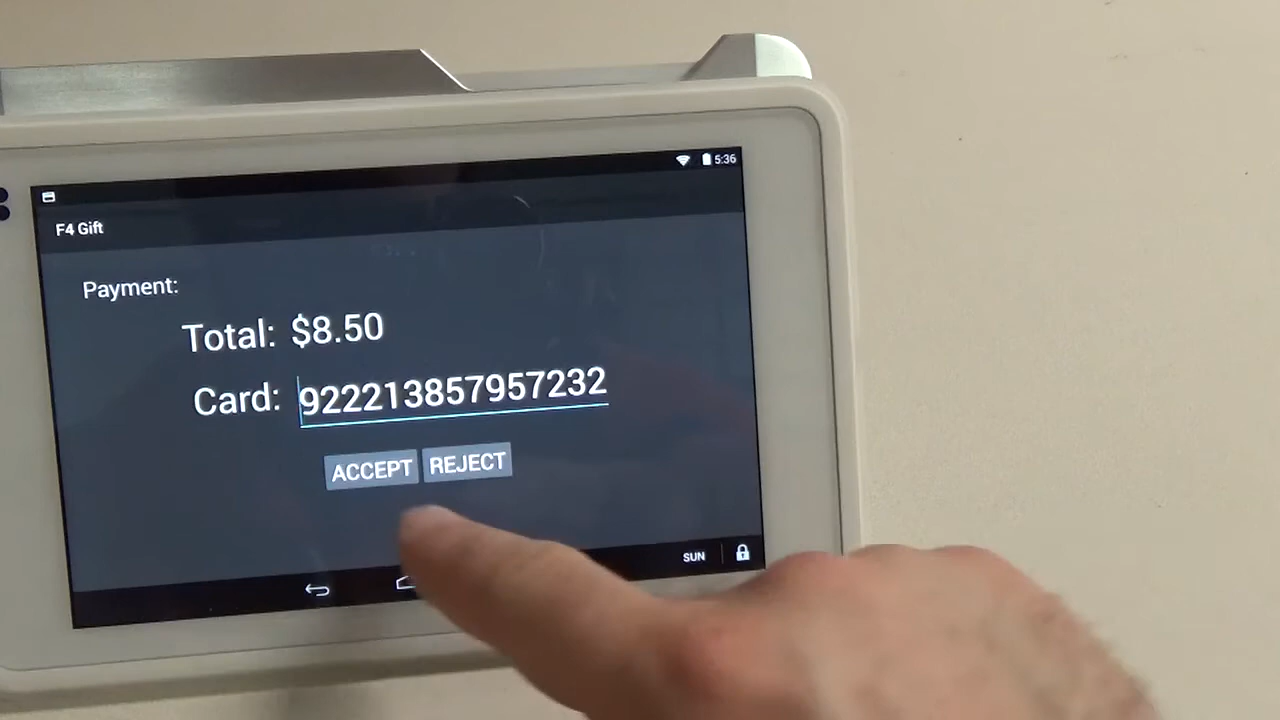 5:36
F4 Gift
Payment:
Total: $8.50
Card: 922213857957232
ACCEPT REJECT
SUN